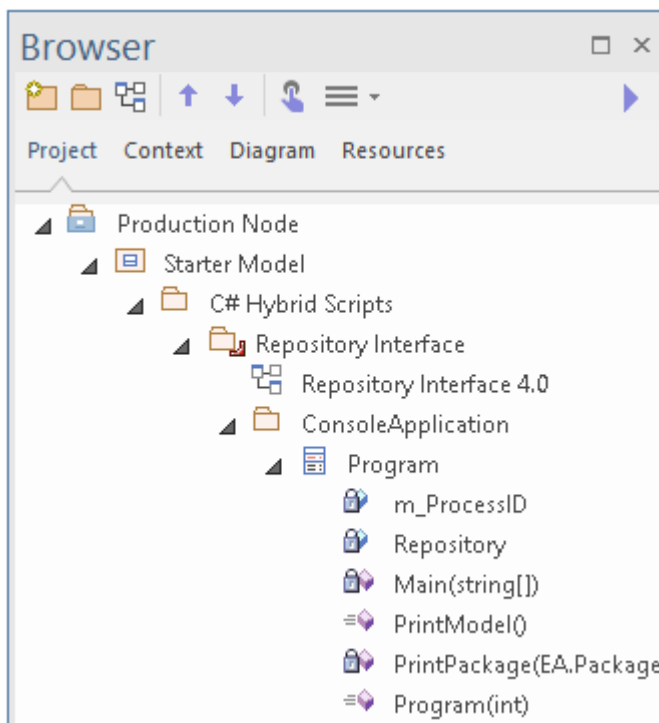 Browser
Project Context Diagram Resources
Production Node
Starter Model
C# Hybrid Scripts
Repository Interface
Repository Interface 4.0
ConsoleApplication
Program
m_ProcessID
Repository
Main(string[])
PrintModel()
PrintPackage(EA.Package
Program(int)